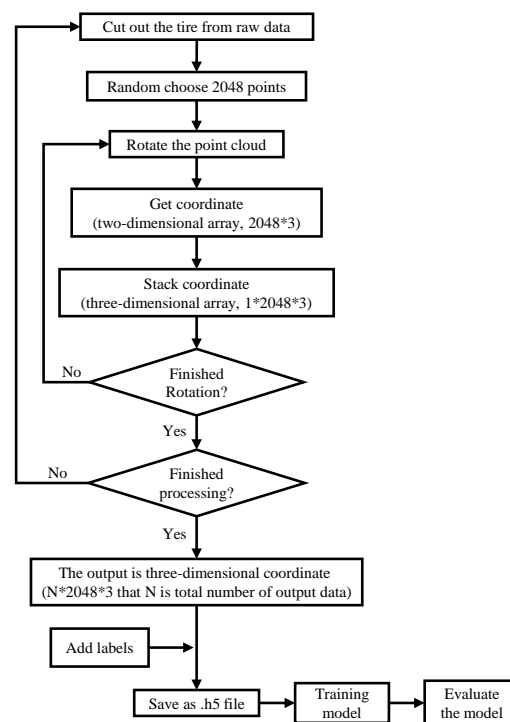 Cut out the tire from raw data
Random choose 2048 points
Rotate the point cloud
Get coordinate
(two-dimensional array, 2048*3)
Stack coordinate
(three-dimensional array, 1*2048*3)
No
Finished
Rotation?
Yes
No
Finished
processing?
Yes
The output is three-dimensional coordinate
(N*2048*3 that N is total number of output data)
Add labels
Save as .h5 file
Training
model
Evaluate
the model